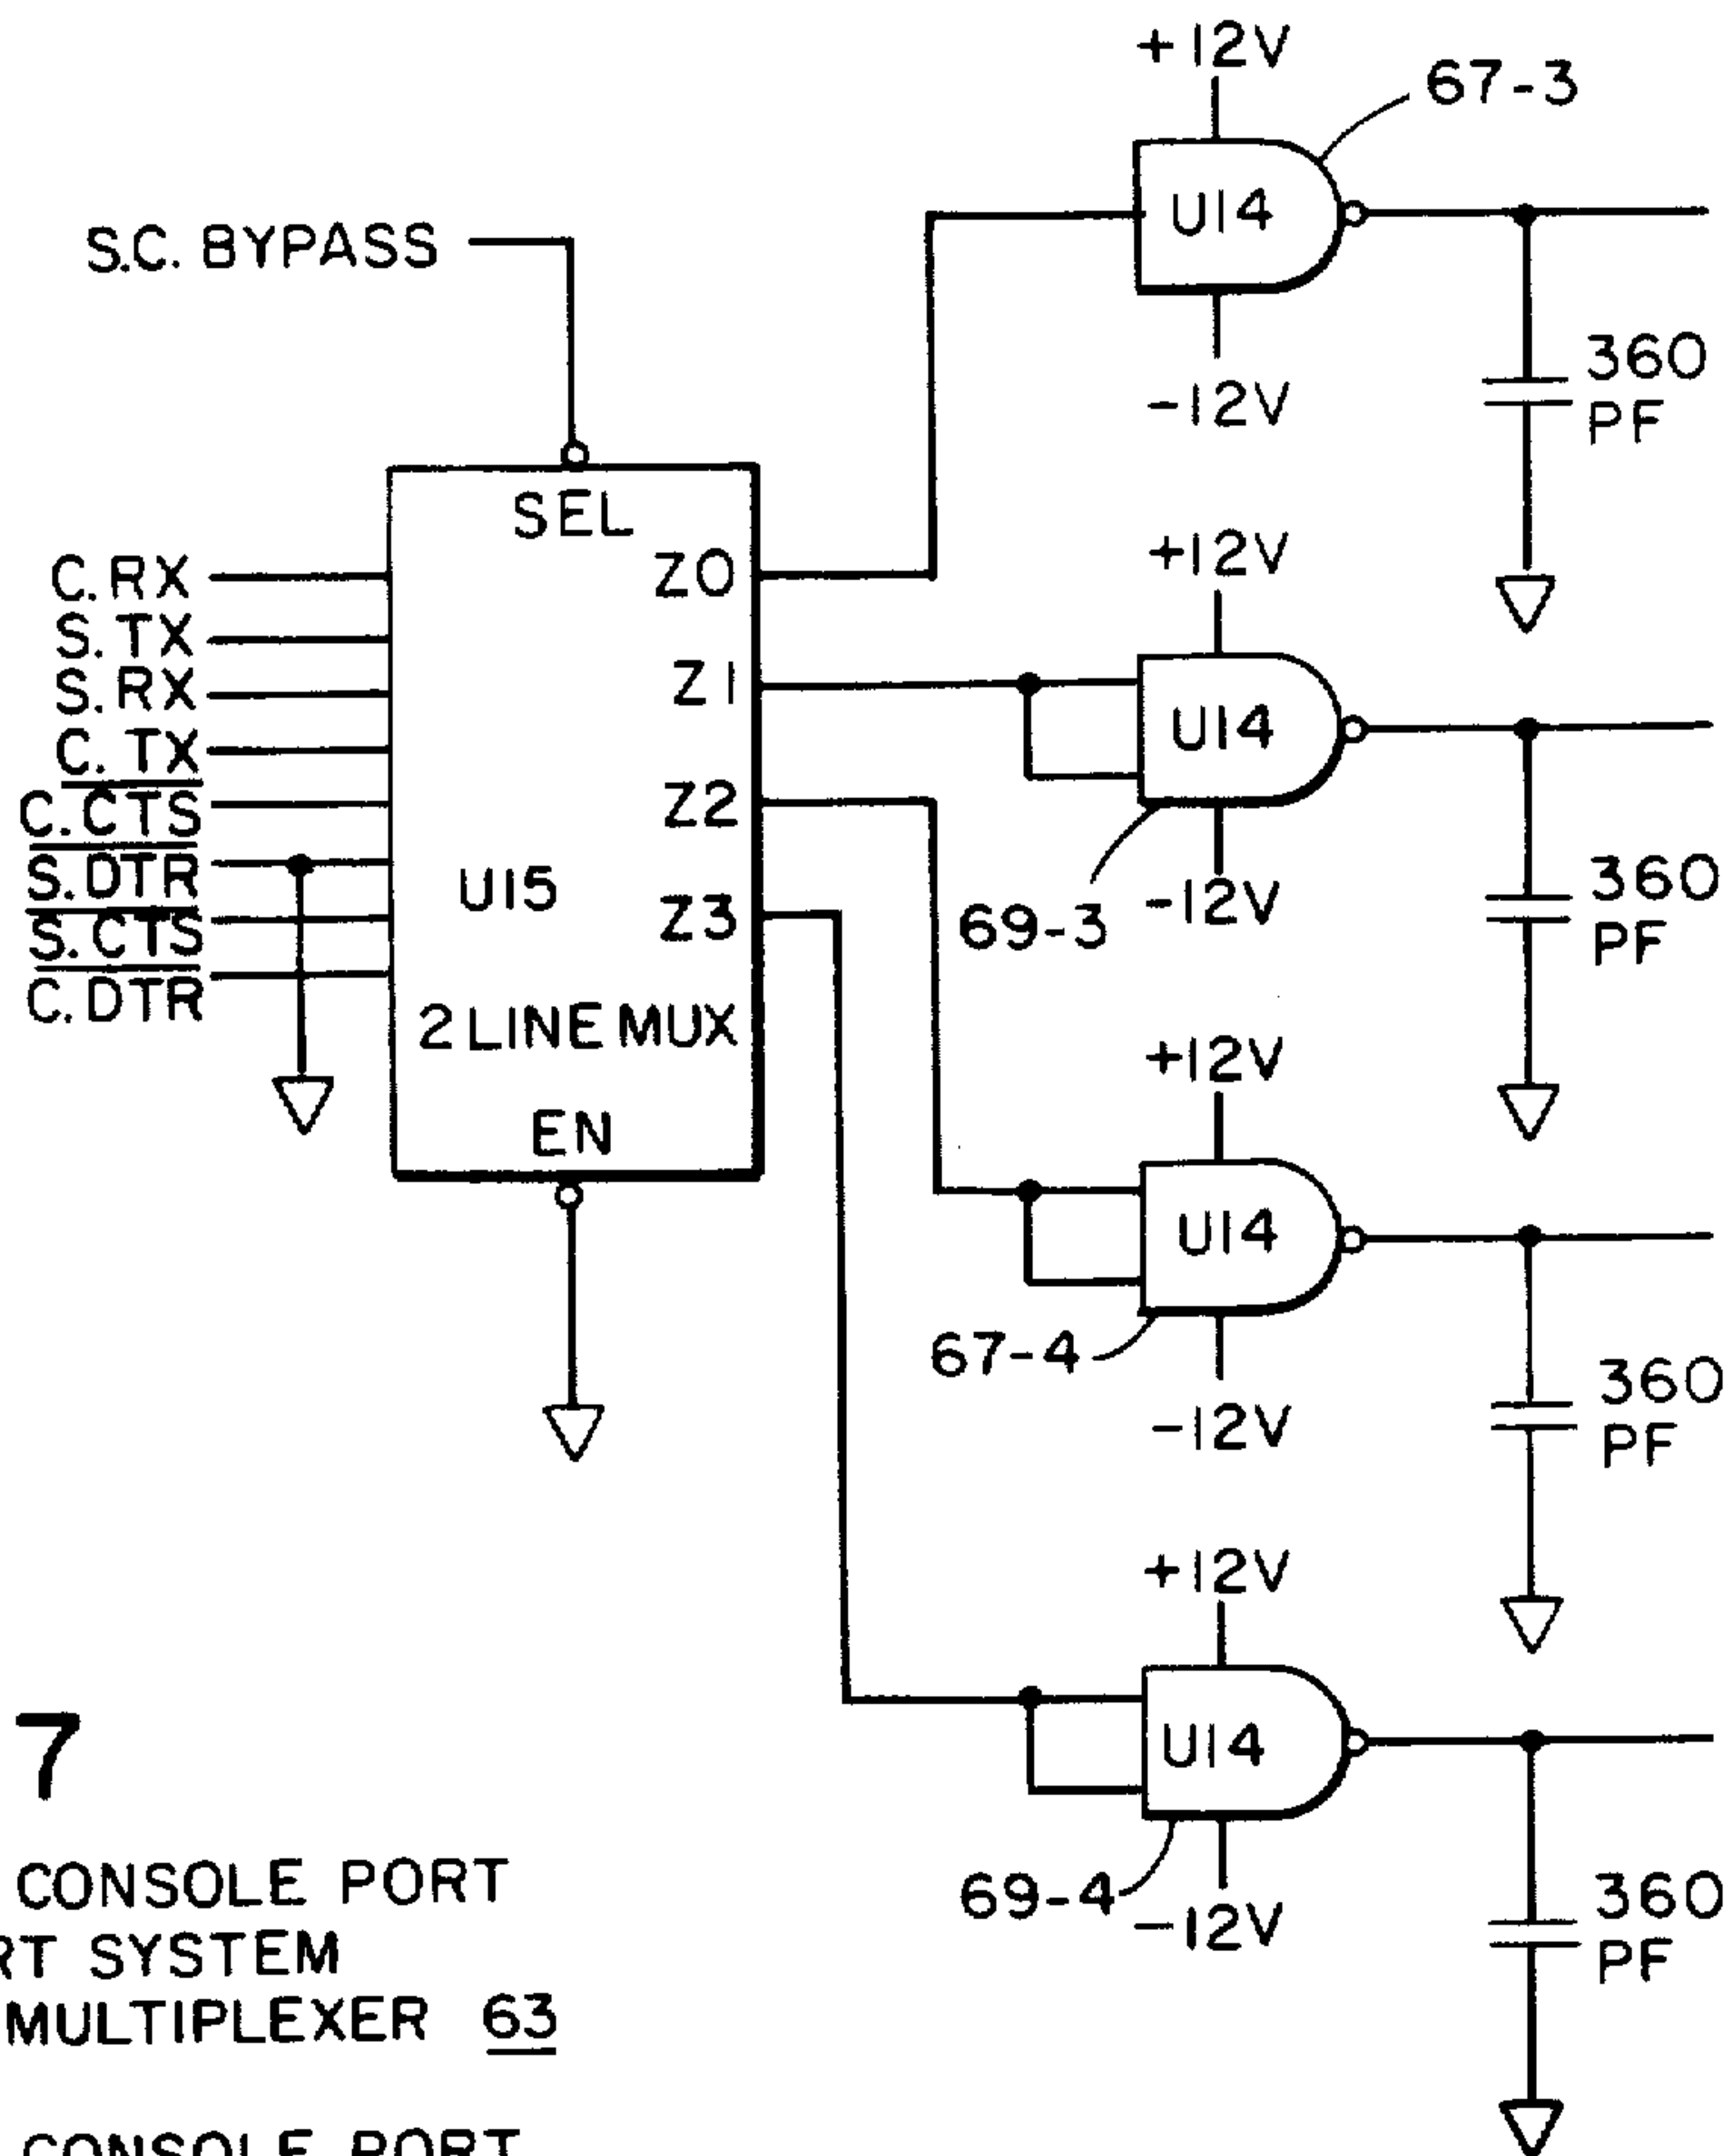 +12V
67-3
U14
S.C. BYPASS
-12V
360
PF
SEL
Z0
Z1
Z2
Z3
C.RX
S.TX
S.RX
C.TX
C.CTS
S.DTR
S.CTS
C.DTR
U15
2 LINE MUX
EN
+12V
U14
69-3
-12V
360
PF
+12V
U14
67-4
-12V
360
PF
+12V
U14
69-4
-12V
360
PF
7
CONSOLE PORT
RT SYSTEM
MULTIPLEXER 63
CONSOLE PORT